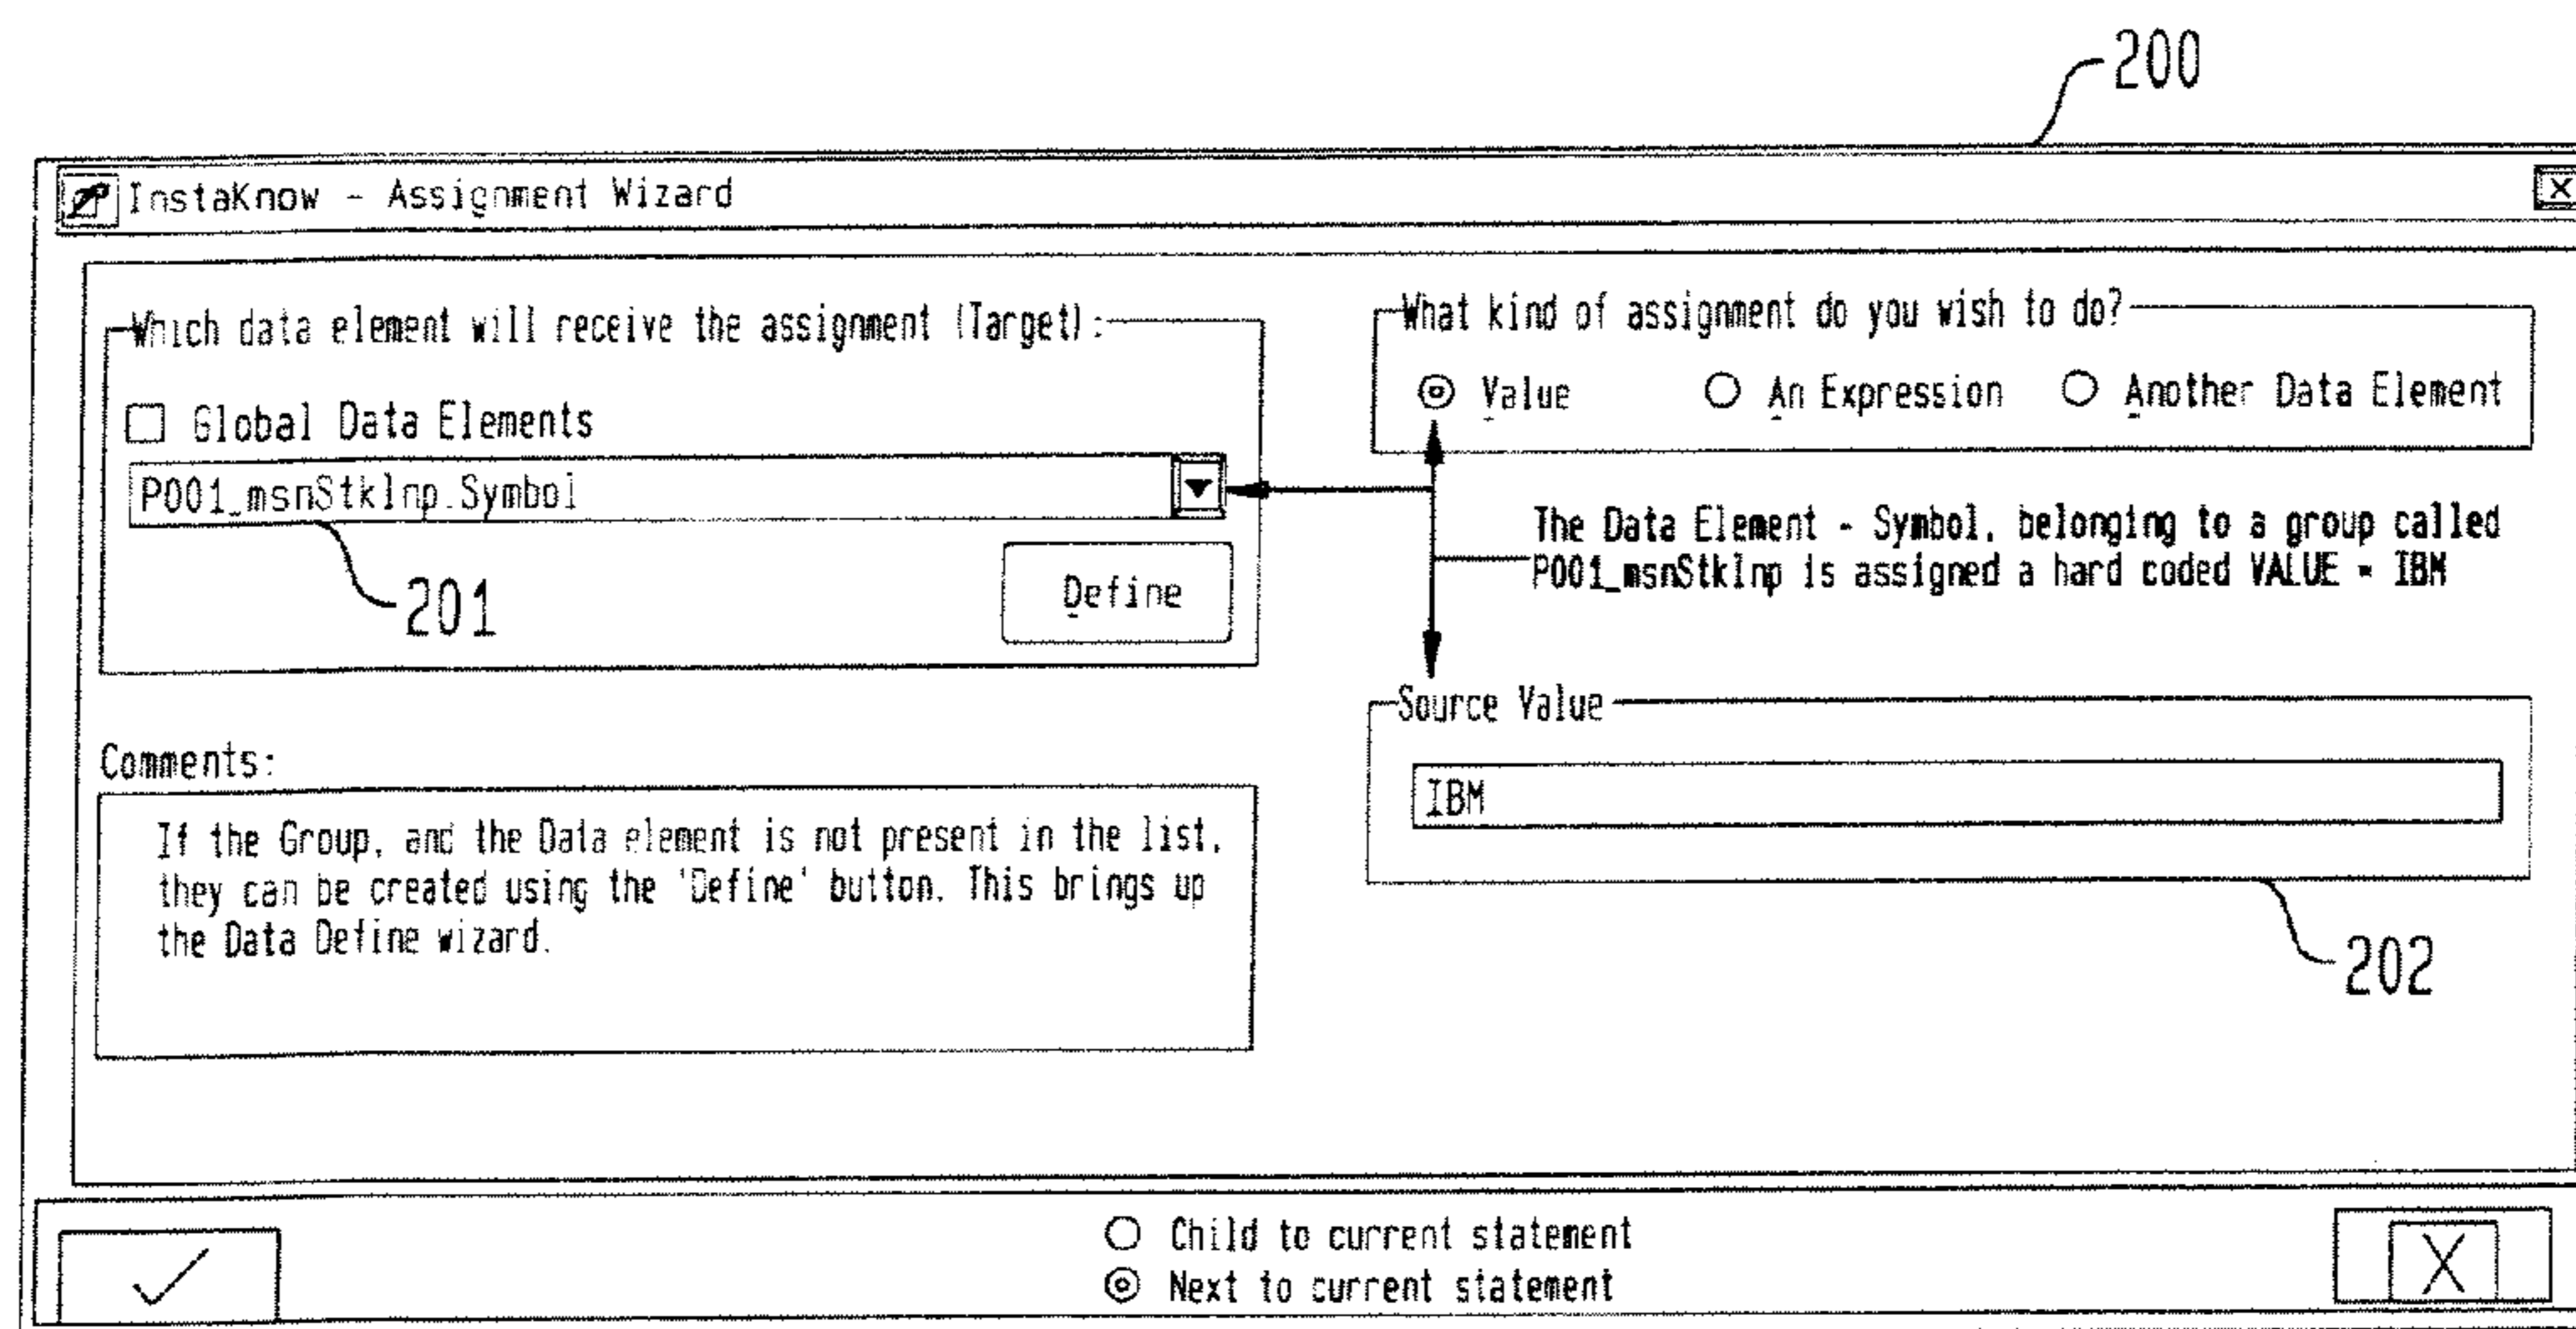 200
InstaKnow - Assignment Wizard
X
Which data element will receive the assignment (Target):
Global Data Elements
P001_msnStkInp.Symbol
201
Define
What kind of assignment do you wish to do?
Value
An Expression
Another Data Element
The Data Element - Symbol, belonging to a group called
P001_msnStkInp is assigned a hard coded VALUE = IBM
Source Value
IBM
202
Comments:
If the Group, and the Data element is not present in the list,
they can be created using the 'Define' button. This brings up
the Data Define wizard.
Child to current statement
Next to current statement
X